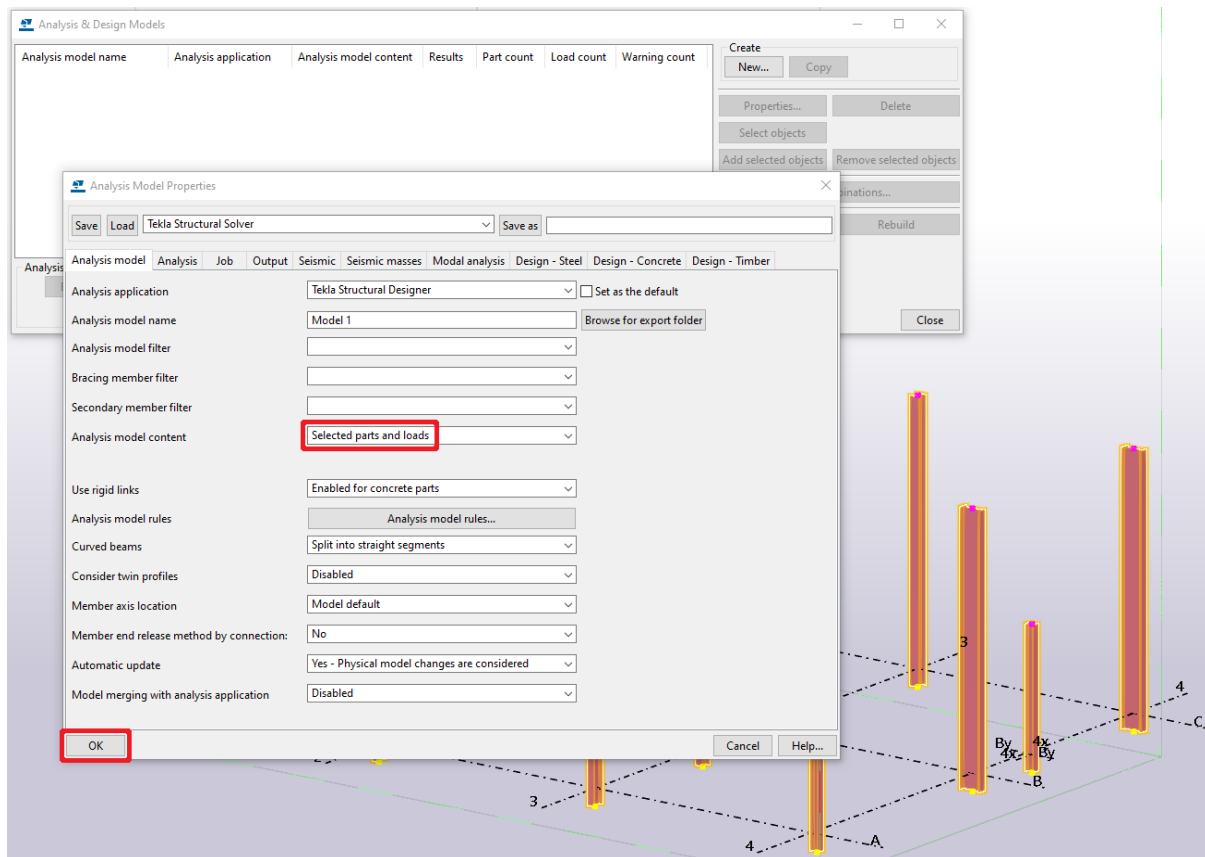 Analysis & Design Models
Analysis model name Analysis application Analysis model content Results Part count Load count Warning count
Create
New... Copy
Properties... Delete
Select objects
Add selected objects Remove selected objects
Rebuild
Analysis
Close
Analysis Model Properties
Save Load Tekla Structural Solver Save as
Analysis model Analysis Job Output Seismic Seismic masses Modal analysis Design - Steel Design - Concrete Design - Timber
Analysis application Tekla Structural Designer Set as the default
Analysis model name Model 1 Browse for export folder
Analysis model filter
Bracing member filter
Secondary member filter
Analysis model content Selected parts and loads
Use rigid links Enabled for concrete parts
Analysis model rules Analysis model rules...
Curved beams Split into straight segments
Consider twin profiles Disabled
Member axis location Model default
Member end release method by connection: No
Automatic update Yes - Physical model changes are considered
Model merging with analysis application Disabled
OK Cancel Help...
3
4
C
By 4x
4x By
B
3
A
4